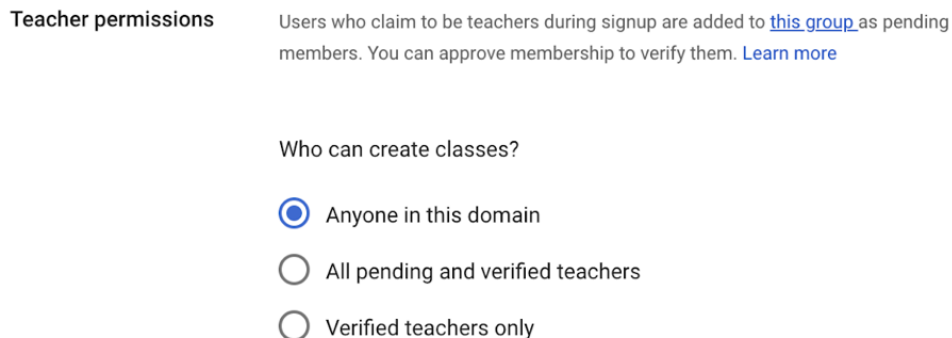 Teacher permissions
Users who claim to be teachers during signup are added to this group as pending
members. You can approve membership to verify them. Learn more
Who can create classes?
Anyone in this domain
All pending and verified teachers
Verified teachers only